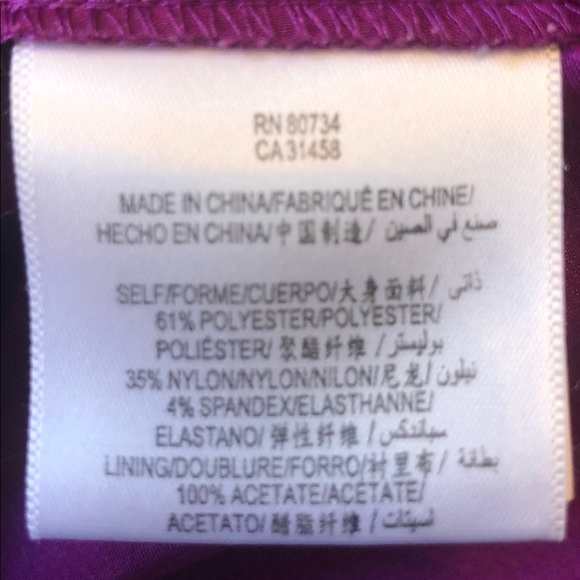 RN 80734
CA 31458
MADE IN CHINA/FABRIQUÉ EN CHINE/
HECHO EN CHINA/中国制造/ صنع في الصين
SELF/FORME/CUERPO/大身面料/ ذاتي
61% POLYESTER/POLYESTER/
POLIÉSTER/聚酯纤维/ بوليستر
35% NYLON/NYLON/NILON/尼龙/ نيلون
4% SPANDEX/ELASTHANNE/
ELASTANO/弹性纤维/ سباندكس
LINING/DOUBLURE/FORRO/衬里布/ بطانة
100% ACETATE/ACETATE/
ACETATO/醋酯纤维/ أسيتات